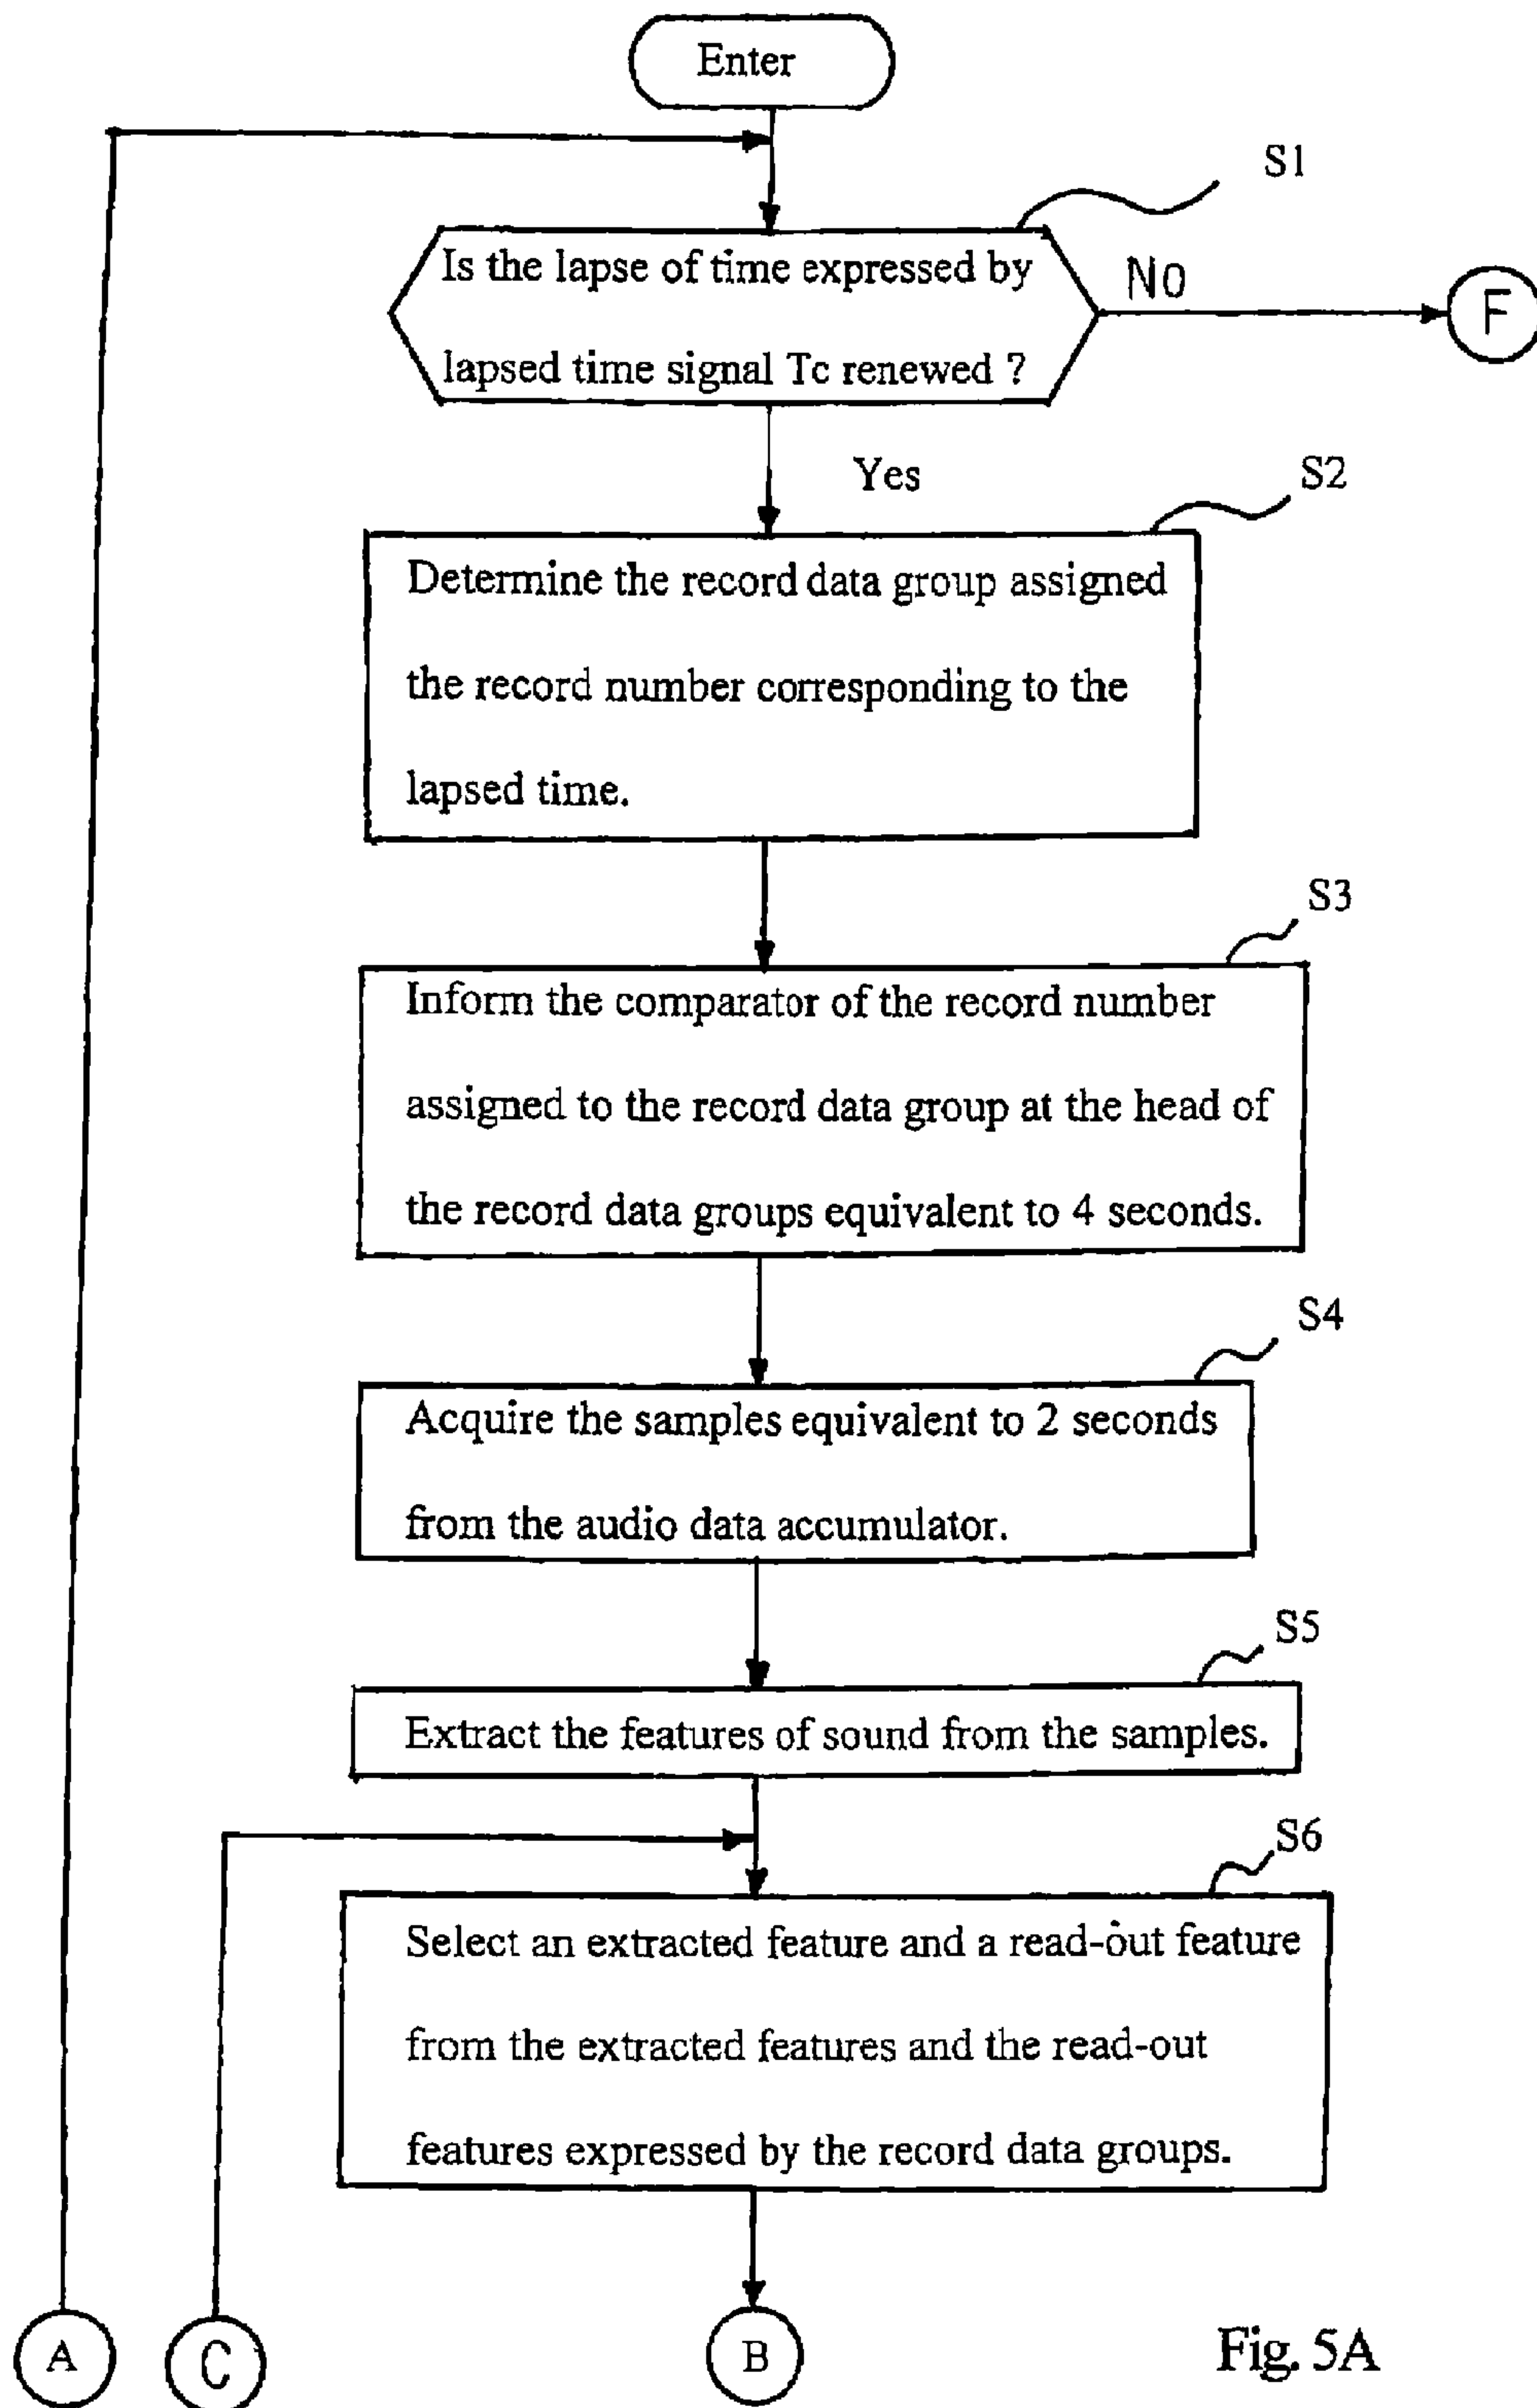 Enter
S1
Is the lapse of time expressed by
lapsed time signal Tc renewed ?
NO
F
Yes
S2
Determine the record data group assigned
the record number corresponding to the
lapsed time.
S3
Inform the comparator of the record number
assigned to the record data group at the head of
the record data groups equivalent to 4 seconds.
S4
Acquire the samples equivalent to 2 seconds
from the audio data accumulator.
S5
Extract the features of sound from the samples.
S6
Select an extracted feature and a read-out feature
from the extracted features and the read-out
features expressed by the record data groups.
A
C
B
Fig. 5A